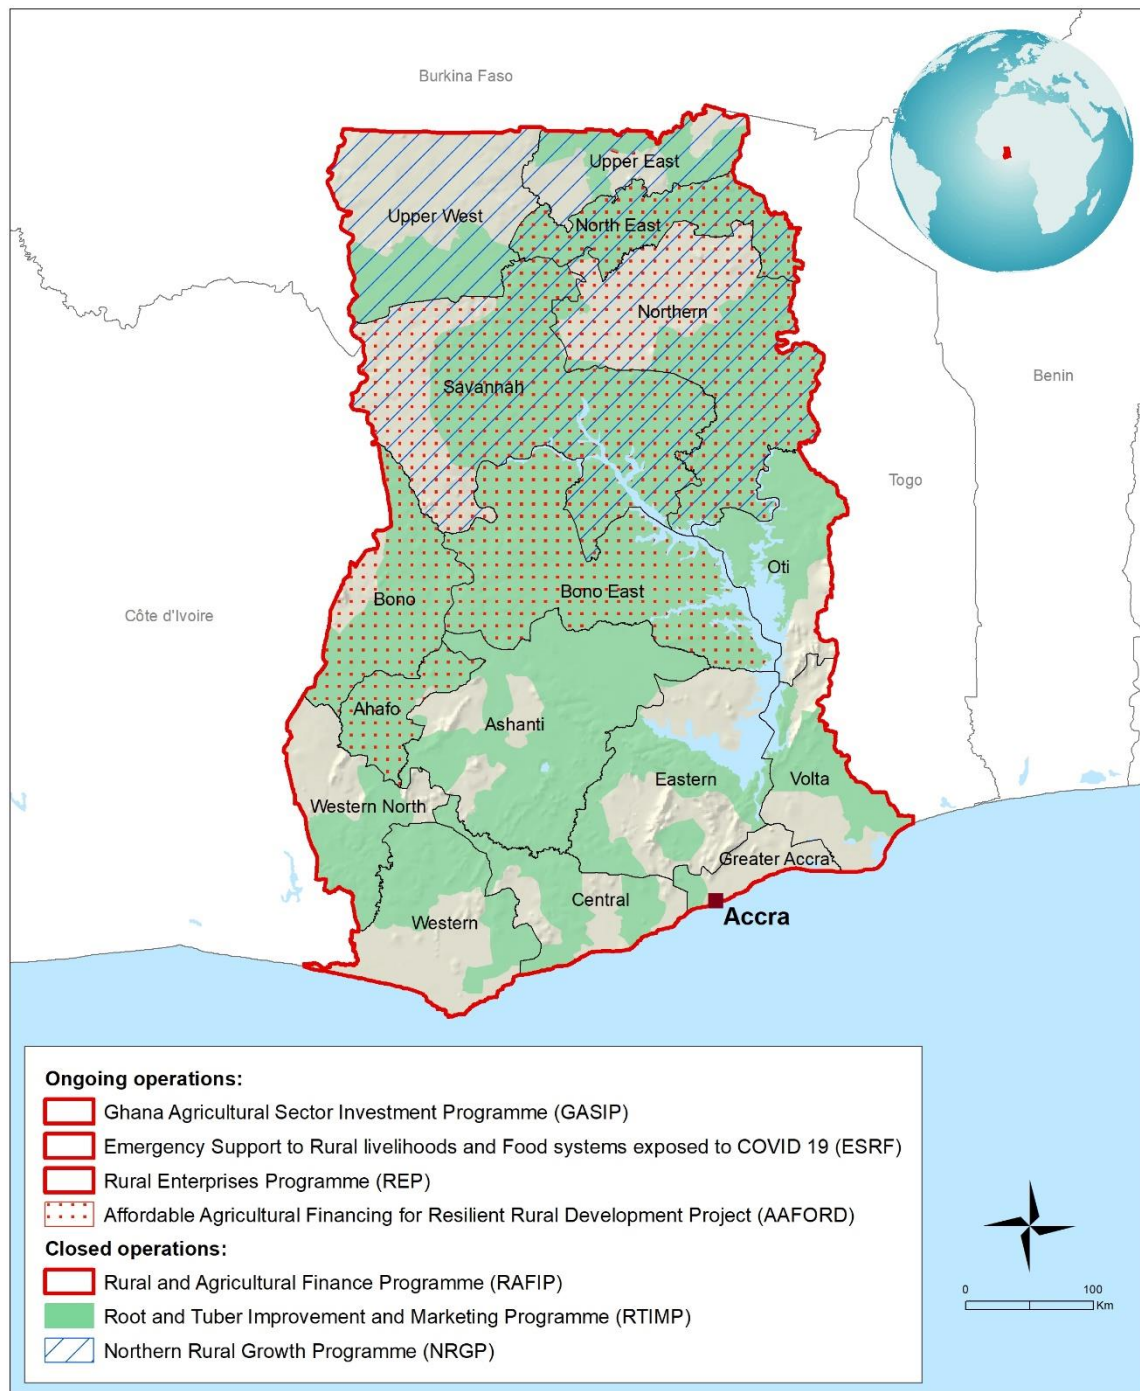 Burkina Faso
Upper East
Upper West
North East
Northern
Savannah
Benin
Togo
Oti
Bono East
Bono
Côte d'Ivoire
Ahafo
Ashanti
Eastern
Volta
Western North
Greater Accra
Central
Western
Accra
Ongoing operations:
Ghana Agricultural Sector Investment Programme (GASIP)
Emergency Support to Rural livelihoods and Food systems exposed to COVID 19 (ESRF)
Rural Enterprises Programme (REP)
Affordable Agricultural Financing for Resilient Rural Development Project (AAFORD)
Closed operations:
Rural and Agricultural Finance Programme (RAFIP)
Root and Tuber Improvement and Marketing Programme (RTIMP)
Northern Rural Growth Programme (NRGP)
0 100
Km